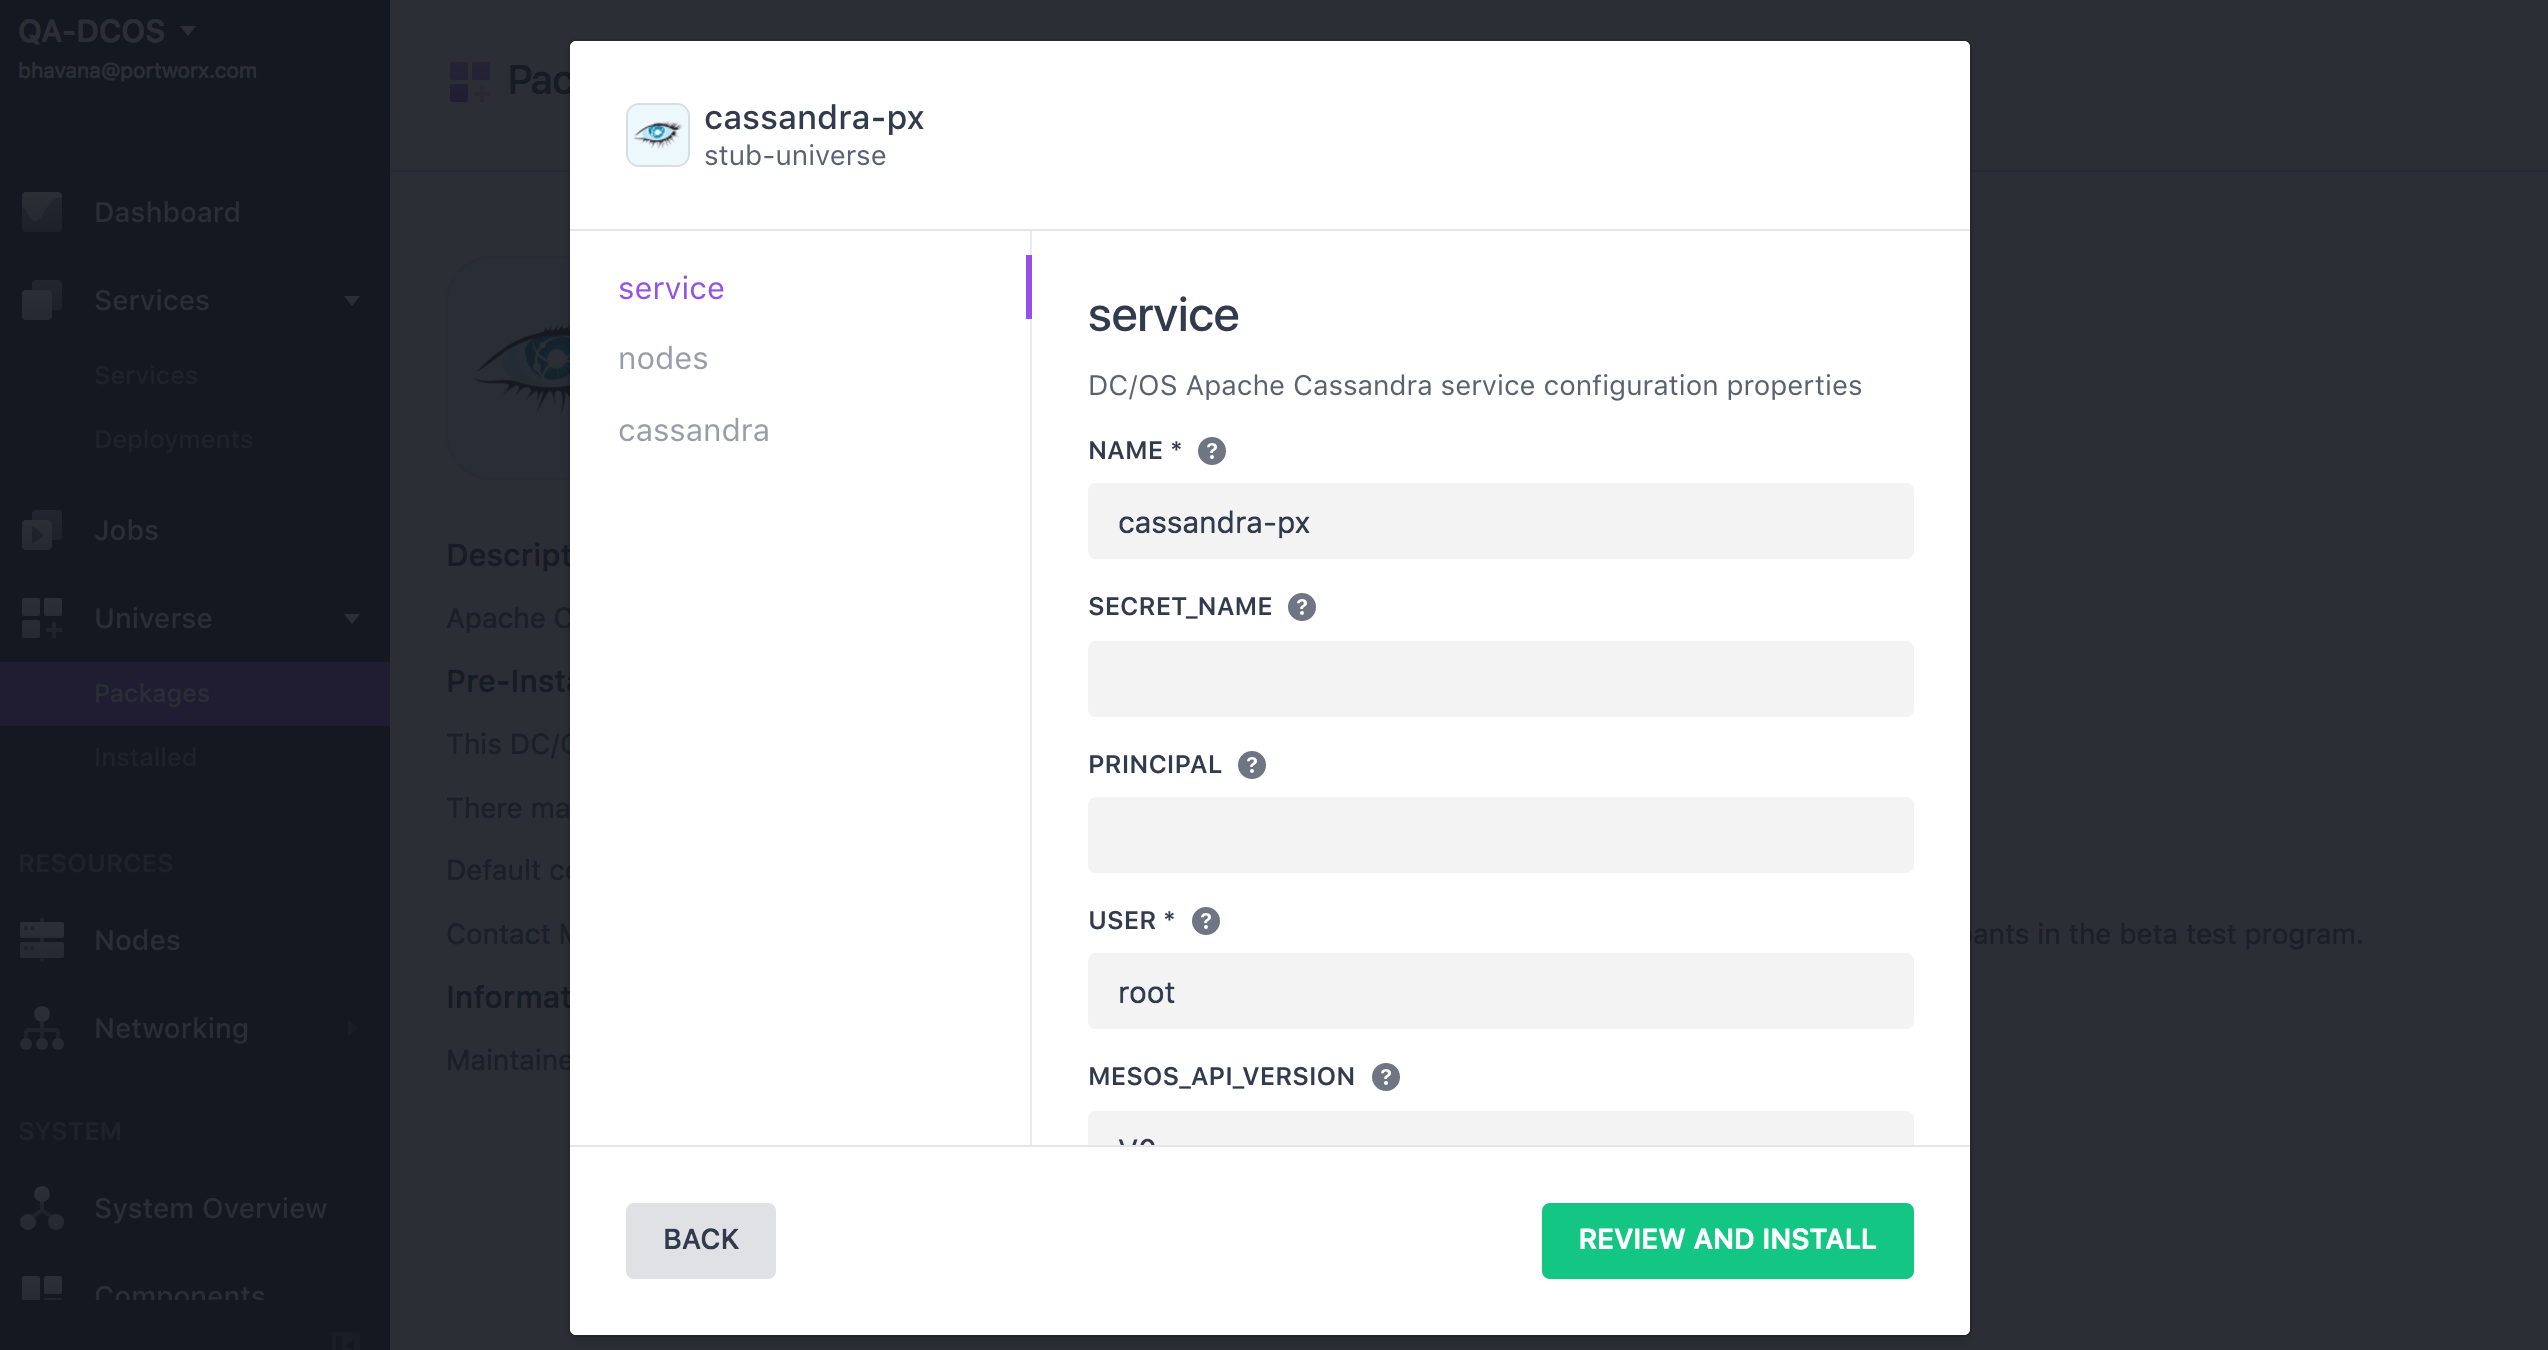 QA-DCOS
bhavana@portworx.com
Dashboard
Services
Services
Deployments
Jobs
Universe
Packages
Installed
RESOURCES
Nodes
Networking
SYSTEM
System Overview
Components
Pac
Descript
Apache C
Pre-Insta
This DC/O
There ma
Default co
Contact M
ants in the beta test program.
Informat
Maintaine
cassandra-px
stub-universe
service
nodes
cassandra
service
DC/OS Apache Cassandra service configuration properties
NAME * ?
cassandra-px
SECRET_NAME ?
PRINCIPAL ?
USER * ?
root
MESOS_API_VERSION ?
BACK
REVIEW AND INSTALL